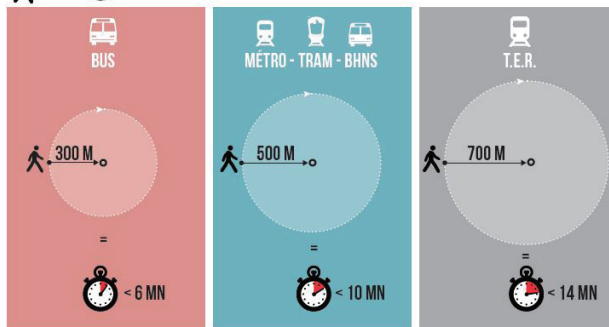 BUS
300 M
=
< 6 MN
MÉTRO - TRAM - BHNS
500 M
=
< 10 MN
T.E.R.
700 M
=
< 14 MN